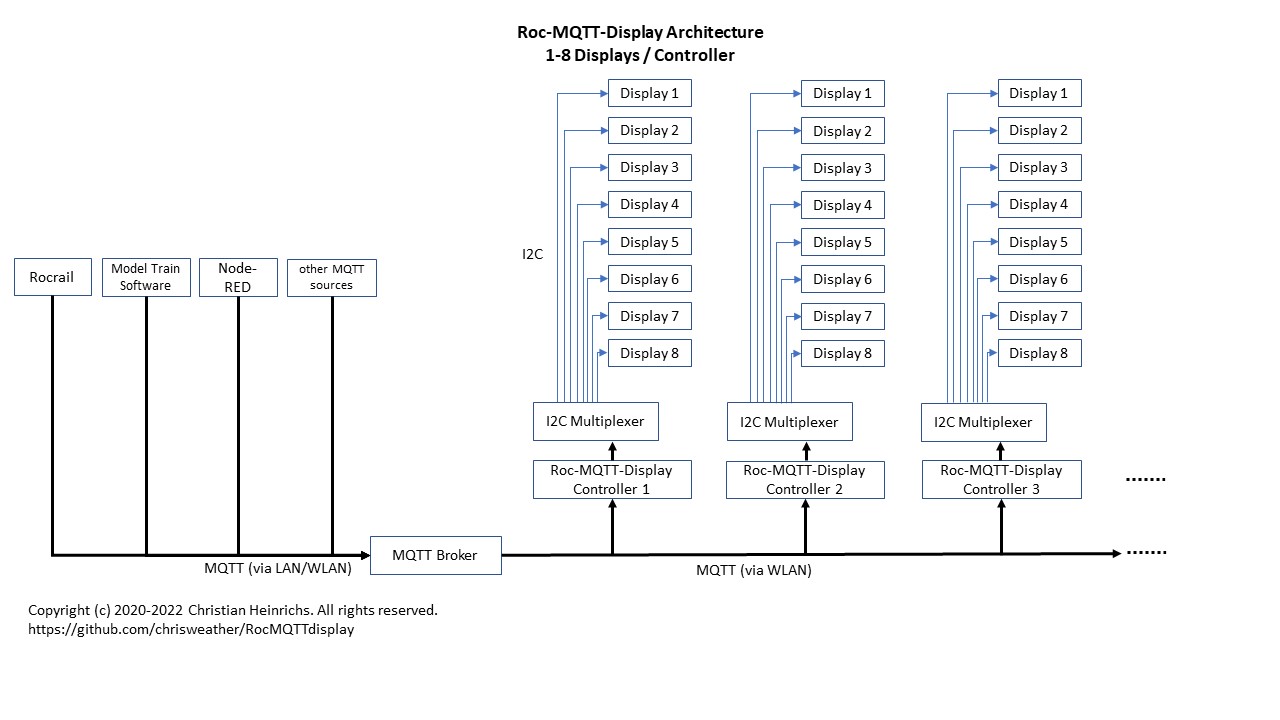 Roc-MQTT-Display Architecture
1-8 Displays / Controller
Display 1
Display 2
Display 3
Display 4
Display 5
Display 6
Display 7
Display 8
Display 1
Display 2
Display 3
Display 4
Display 5
Display 6
Display 7
Display 8
Display 1
Display 2
Display 3
Display 4
Display 5
Display 6
Display 7
Display 8
I2C
Rocrail
Model Train
Software
Node-
RED
other MQTT
sources
I2C Multiplexer
I2C Multiplexer
I2C Multiplexer
Roc-MQTT-Display
Controller 1
Roc-MQTT-Display
Controller 2
Roc-MQTT-Display
Controller 3
.......
MQTT Broker
.......
MQTT (via LAN/WLAN)
MQTT (via WLAN)
Copyright (c) 2020-2022 Christian Heinrichs. All rights reserved.
https://github.com/chrisweather/RocMQTTdisplay